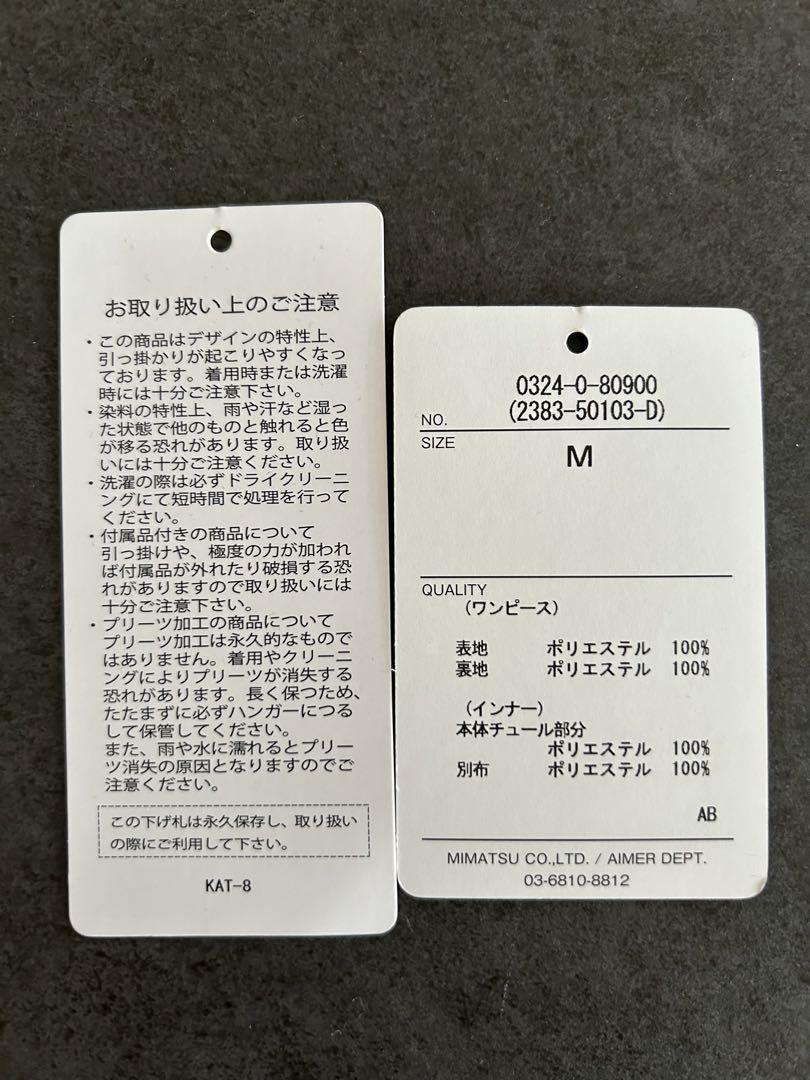 お取り扱い上のご注意
・この商品はデザインの特性上、
引っ掛かりが起こりやすくなっ
ております。着用時または洗濯
時には十分ご注意下さい。
・染料の特性上、雨や汗など湿っ
た状態で他のものと触れると色
が移る恐れがあります。取り扱
いには十分ご注意ください。
・洗濯の際は必ずドライクリーニ
ングにて短時間で処理を行って
ください。
・付属品付きの商品について
引っ掛けや、極度の力が加われ
ば付属品が外れたり破損する恐
れがありますので取り扱いには
十分ご注意下さい。
・プリーツ加工の商品について
プリーツ加工は永久的なもので
はありません。着用やクリーニ
ングによりプリーツが消失する
恐れがあります。長く保つため、
たたまずに必ずハンガーにつる
して保管してください。
また、雨や水に濡れるとプリー
ツ消失の原因となりますのでご
注意ください。
この下げ札は永久保存し、取り扱い
の際にご利用して下さい。
KAT-8
0324-0-80900
NO. (2383-50103-D)
SIZE M
QUALITY
(ワンピース)
表地 ポリエステル 100%
裏地 ポリエステル 100%
(インナー)
本体チュール部分
ポリエステル 100%
別布 ポリエステル 100%
AB
MIMATSU CO.,LTD. / AIMER DEPT.
03-6810-8812